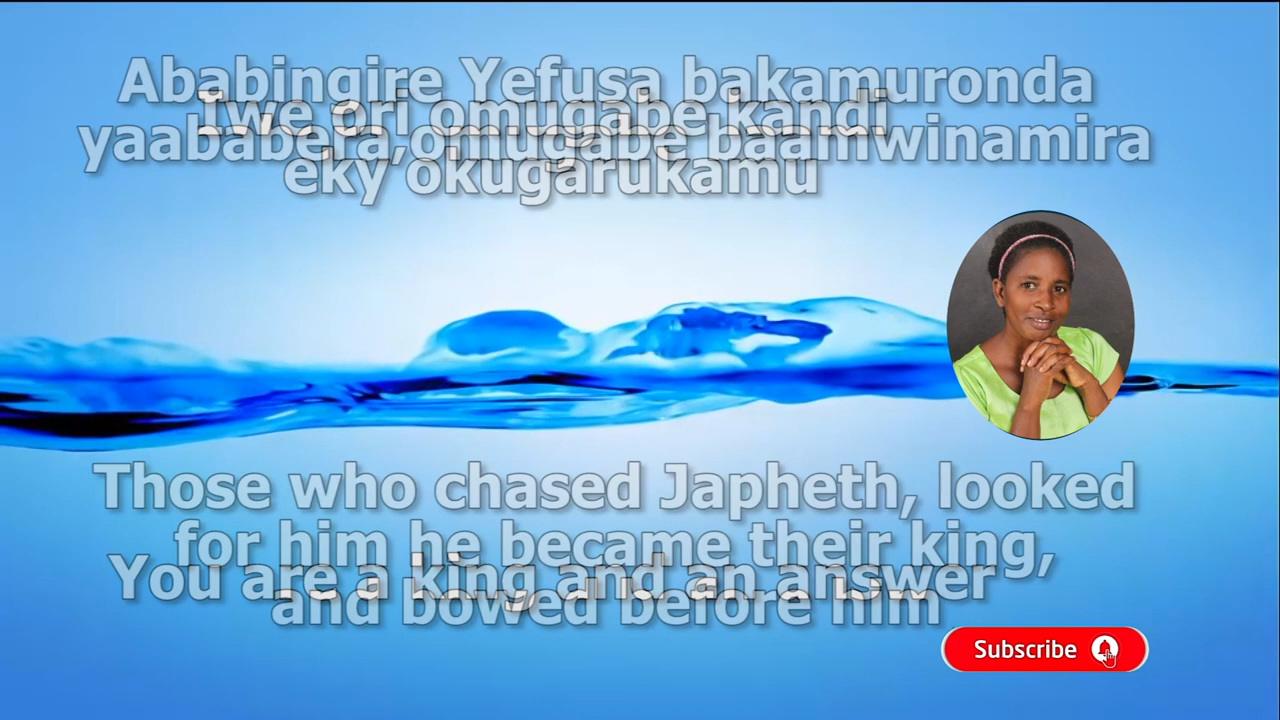 Ababingire Yefusa bakamuronda
yaababera,omugabe baamwinamira
Iwe ori omugabe kandi
eky'okugarukamu
Those who chased Japheth, looked
for him he became their king,
and bowed before him
You are a king and an answer
Subscribe